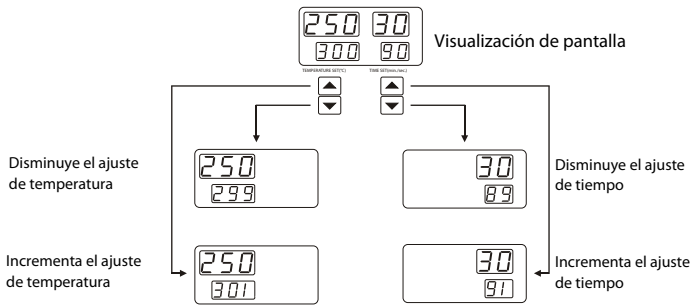 250 30
300 90
Visualización de pantalla
TEMPERATURE SET(°C) TIME SET(min./sec.)
Disminuye el ajuste
de temperatura
250
299
30
89
Disminuye el ajuste
de tiempo
Incrementa el ajuste
de temperatura
250
301
30
91
Incrementa el ajuste
de tiempo